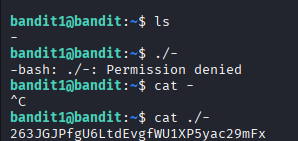 bandit1@bandit:~$ ls
-
bandit1@bandit:~$ ./-
-bash: ./-: Permission denied
bandit1@bandit:~$ cat -
^C
bandit1@bandit:~$ cat ./-
263JGJPfgU6LtdEvgfWU1XP5yac29mFx